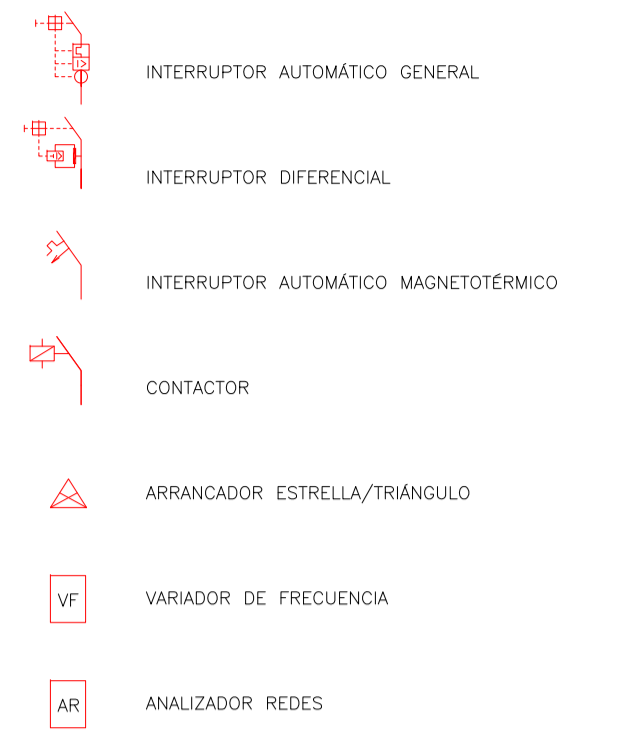 INTERRUPTOR AUTOMÁTICO GENERAL
INTERRUPTOR DIFERENCIAL
INTERRUPTOR AUTOMÁTICO MAGNETOTÉRMICO
CONTACTOR
ARRANCADOR ESTRELLA/TRIÁNGULO
VF VARIADOR DE FRECUENCIA
AR ANALIZADOR REDES